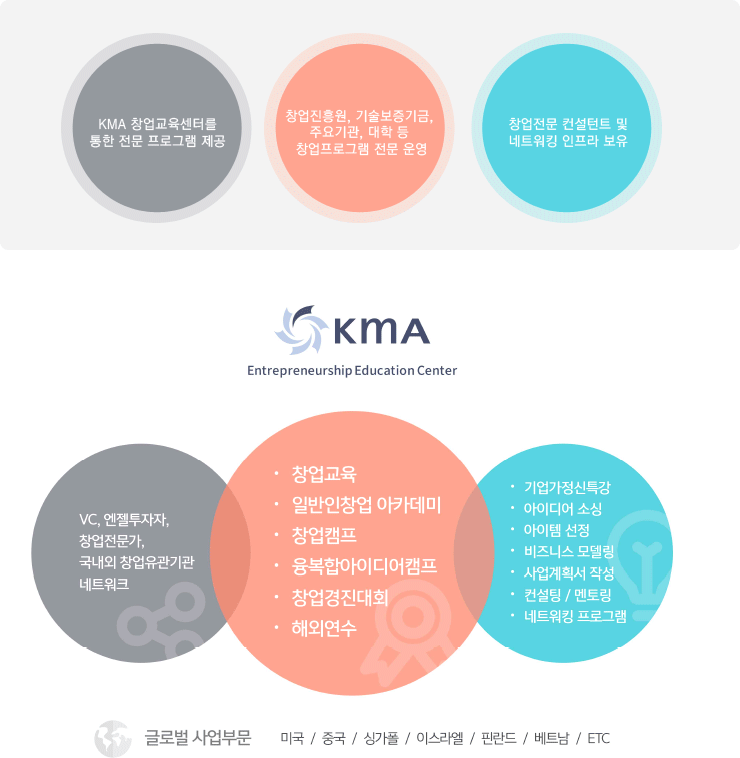 KMA 창업교육센터를
통한 전문 프로그램 제공
창업진흥원, 기술보증기금,
주요기관, 대학 등
창업프로그램 전문 운영
창업전문 컨설턴트 및
네트워킹 인프라 보유
KMA
Entrepreneurship Education Center
VC, 엔젤투자자,
창업전문가,
국내외 창업유관기관
네트워크
· 창업교육
· 일반인창업 아카데미
· 창업캠프
· 융복합아이디어캠프
· 창업경진대회
· 해외연수
· 기업가정신특강
· 아이디어 소싱
· 아이템 선정
· 비즈니스 모델링
· 사업계획서 작성
· 컨설팅 / 멘토링
· 네트워킹 프로그램
글로벌 사업부문 미국 / 중국 / 싱가폴 / 이스라엘 / 핀란드 / 베트남 / ETC